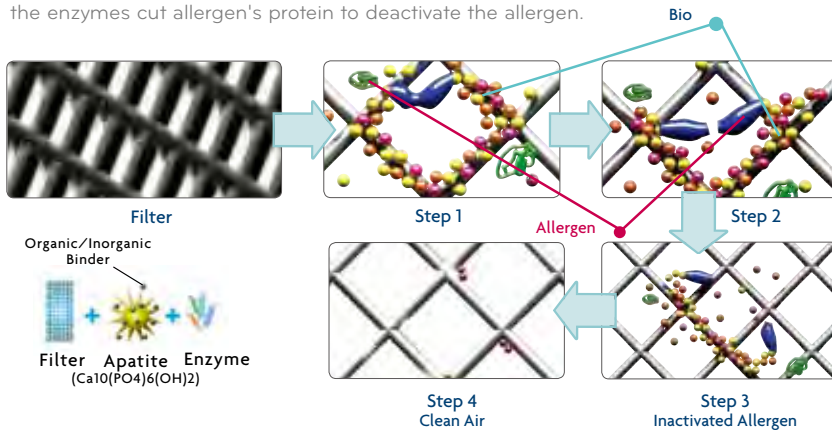 the enzymes cut allergen's protein to deactivate the allergen.
Bio
Filter
Step 1
Step 2
Allergen
Organic/Inorganic
Binder
Filter + Apatite + Enzyme
(Ca10(PO4)6(OH)2)
Step 4
Clean Air
Step 3
Inactivated Allergen